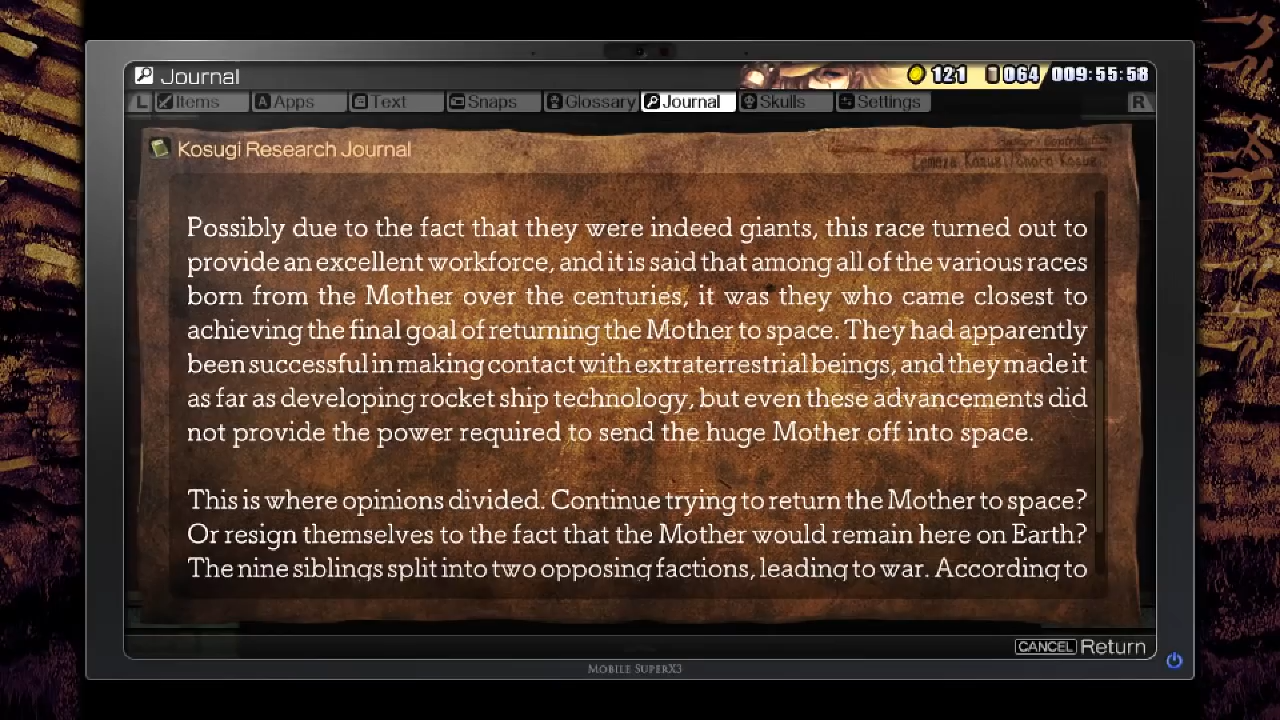 Journal
121 064 009:55:58
L Items Apps Text Snaps Glossary Journal Skulls Settings R
Kosugi Research Journal
Lemeza Kosugi/Shoro Kosugi
Possibly due to the fact that they were indeed giants, this race turned out to
provide an excellent workforce, and it is said that among all of the various races
born from the Mother over the centuries, it was they who came closest to
achieving the final goal of returning the Mother to space. They had apparently
been successful in making contact with extraterrestrial beings, and they made it
as far as developing rocket ship technology, but even these advancements did
not provide the power required to send the huge Mother off into space.
This is where opinions divided. Continue trying to return the Mother to space?
Or resign themselves to the fact that the Mother would remain here on Earth?
The nine siblings split into two opposing factions, leading to war. According to
CANCEL Return
MOBILE SUPERX3